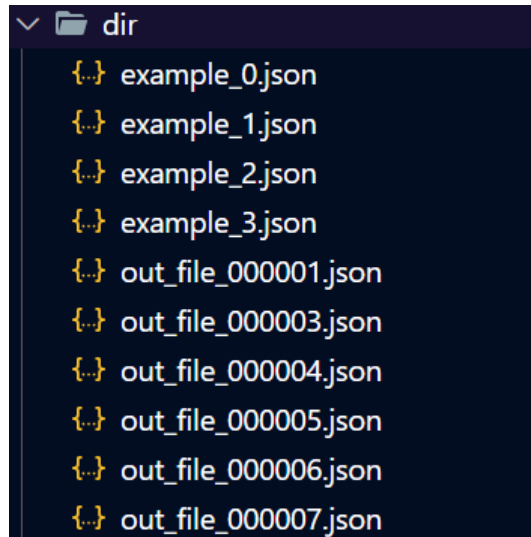 dir
{...} example_0.json
{...} example_1.json
{...} example_2.json
{...} example_3.json
{...} out_file_000001.json
{...} out_file_000003.json
{...} out_file_000004.json
{...} out_file_000005.json
{...} out_file_000006.json
{...} out_file_000007.json